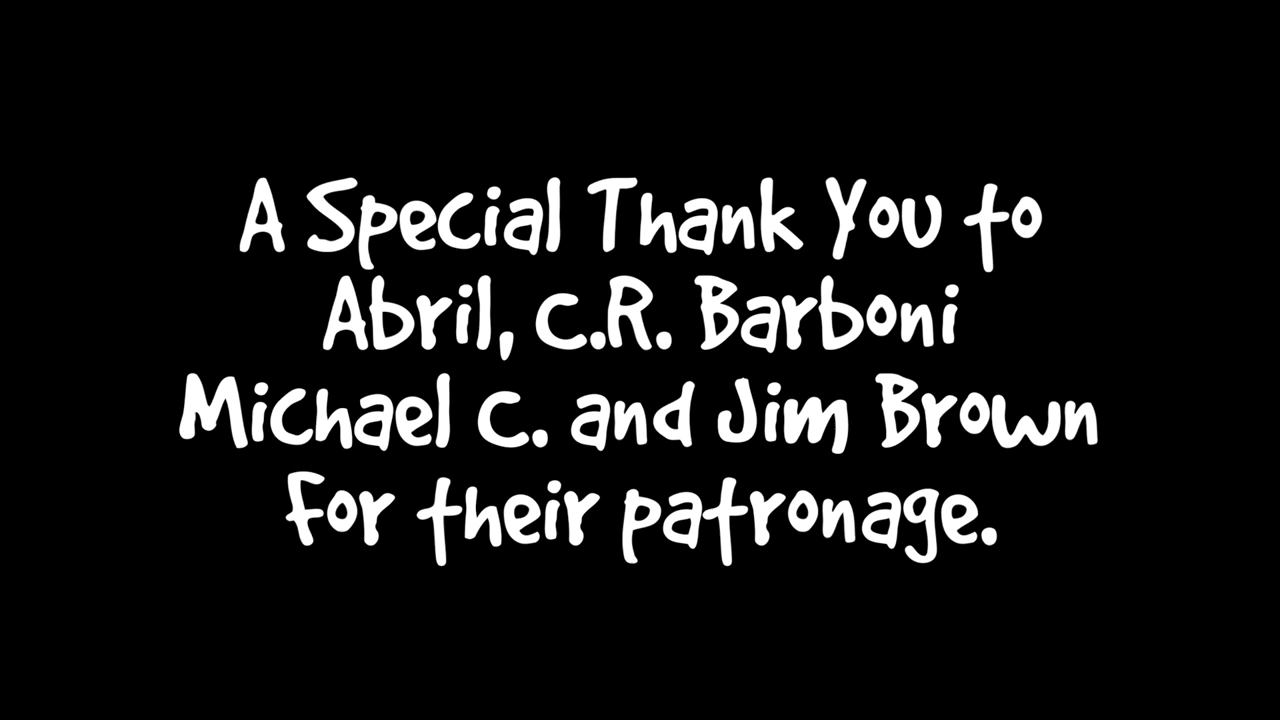 A Special Thank You to
Abril, C.R. Barboni
Michael C. and Jim Brown
For their patronage.